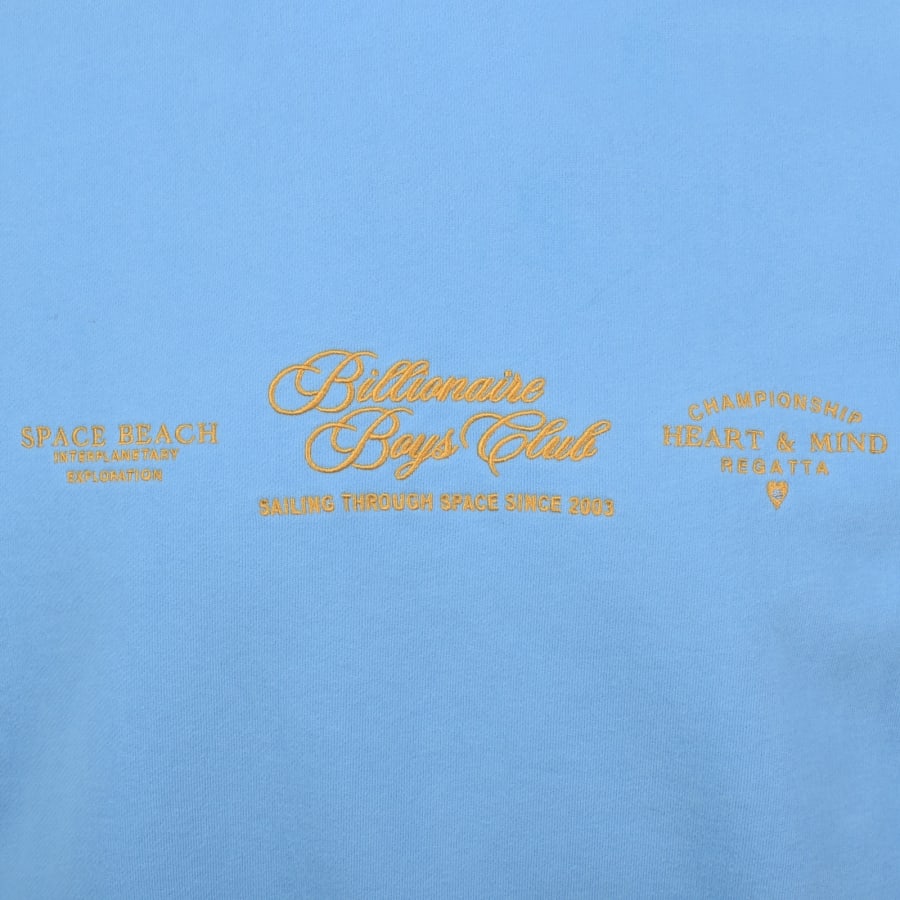 SPACE BEACH
INTERPLANETARY
EXPLORATION
Billionaire
Boys Club
SAILING THROUGH SPACE SINCE 2003
CHAMPIONSHIP
HEART & MIND
REGATTA